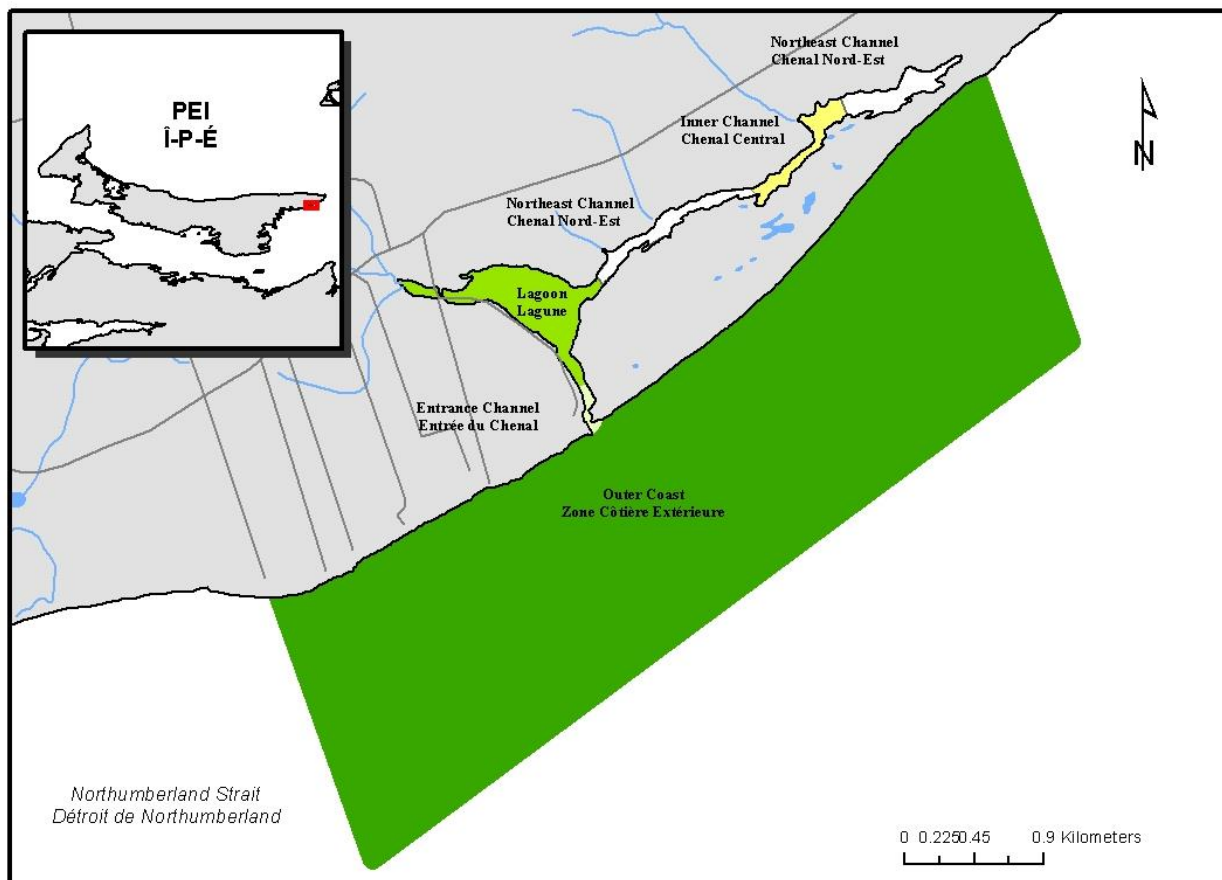 PEI
Î-P-É
Northeast Channel
Chenal Nord-Est
Inner Channel
Chenal Central
Northeast Channel
Chenal Nord-Est
Lagoon
Lagune
Entrance Channel
Entrée du Chenal
Outer Coast
Zone Côtière Extérieure
N
Northumberland Strait
Détroit de Northumberland
0 0.225 0.45 0.9 Kilometers